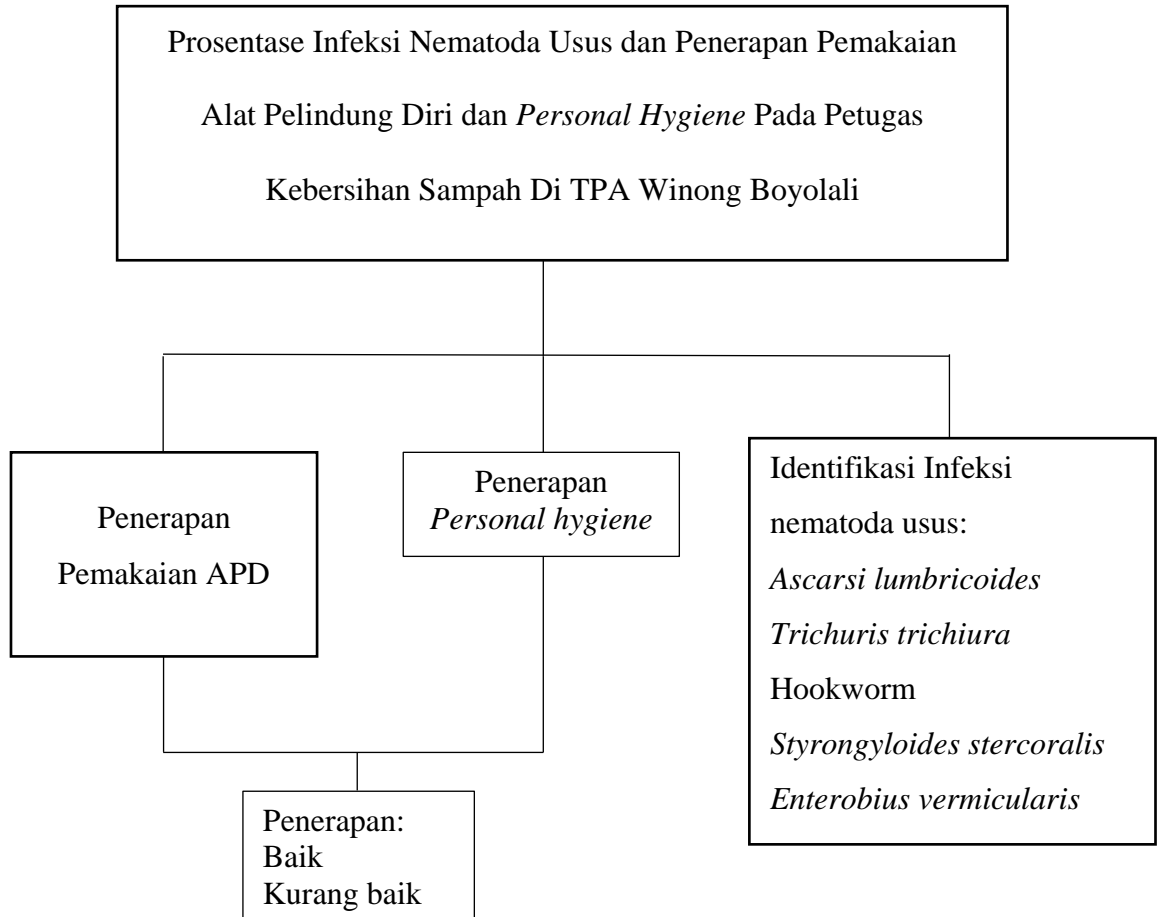 Prosentase Infeksi Nematoda Usus dan Penerapan Pemakaian
Alat Pelindung Diri dan Personal Hygiene Pada Petugas
Kebersihan Sampah Di TPA Winong Boyolali
Penerapan
Pemakaian APD
Penerapan
Personal hygiene
Identifikasi Infeksi
nematoda usus:
Ascarsi lumbricoides
Trichuris trichiura
Hookworm
Styrongyloides stercoralis
Enterobius vermicularis
Penerapan:
Baik
Kurang baik